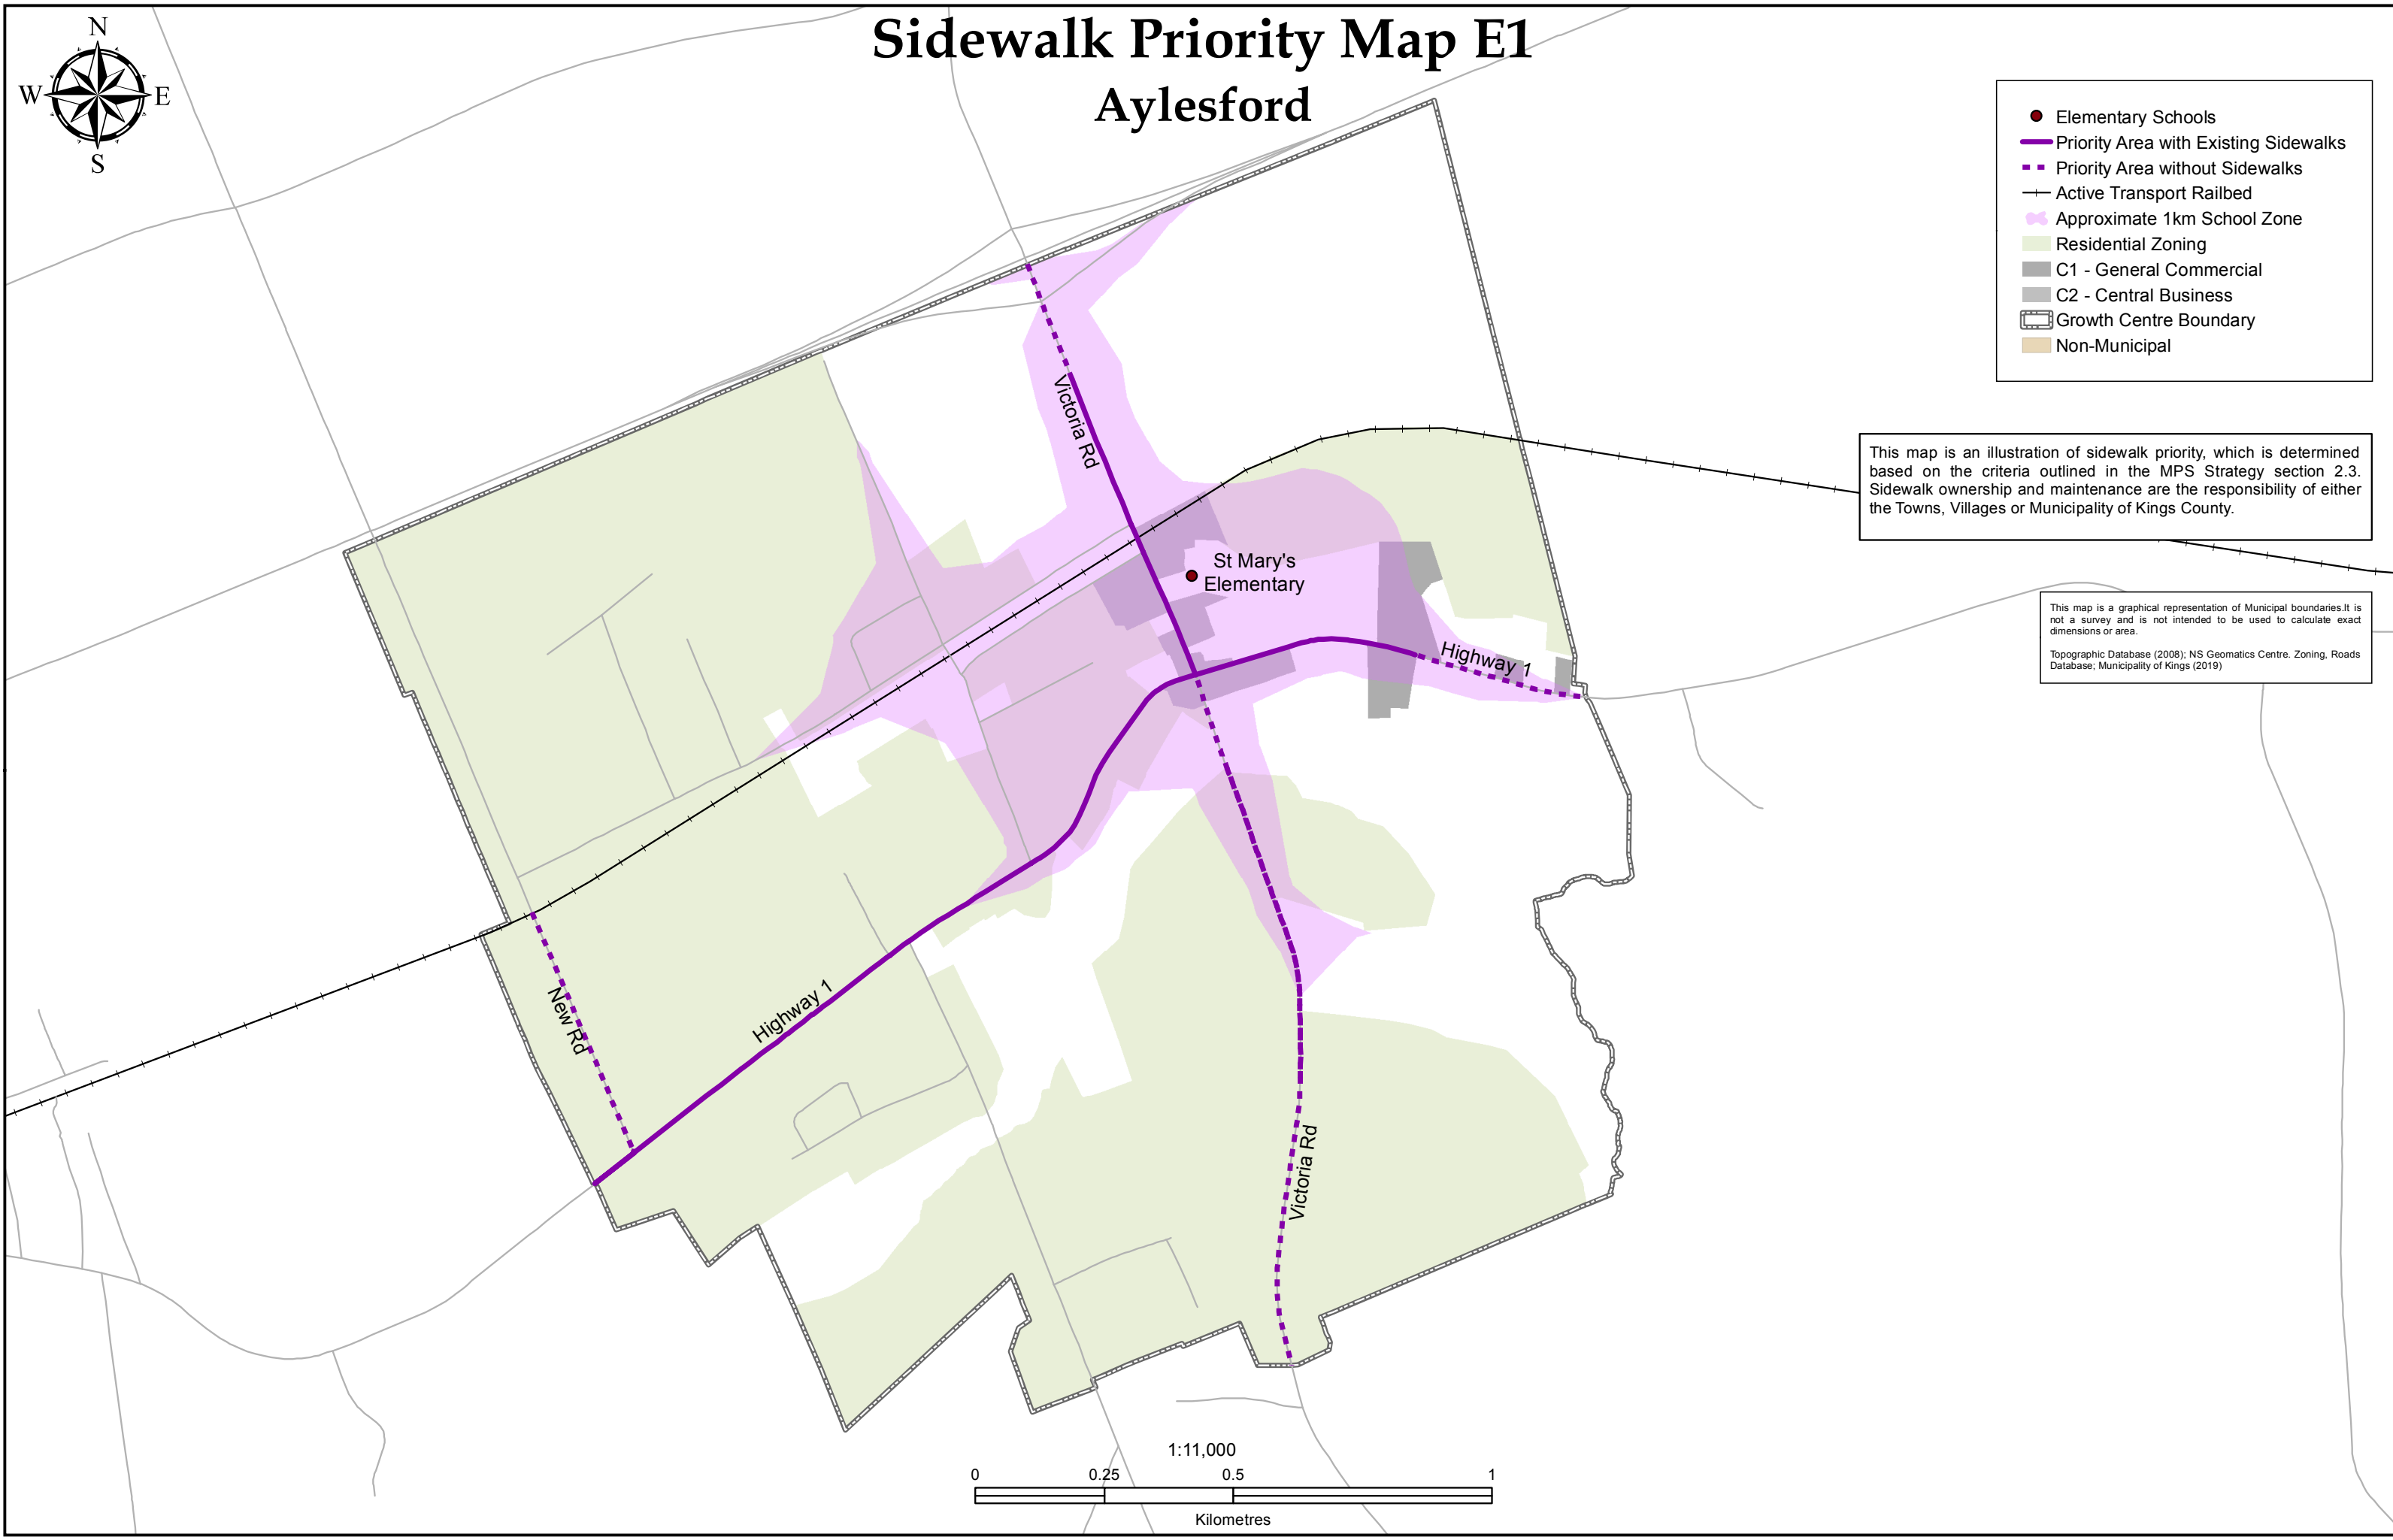 Sidewalk Priority Map E1
Aylesford
N
W E
S
Elementary Schools
Priority Area with Existing Sidewalks
Priority Area without Sidewalks
Active Transport Railbed
Approximate 1km School Zone
Residential Zoning
C1 - General Commercial
C2 - Central Business
Growth Centre Boundary
Non-Municipal
This map is an illustration of sidewalk priority, which is determined
based on the criteria outlined in the MPS Strategy section 2.3.
Sidewalk ownership and maintenance are the responsibility of either
the Towns, Villages or Municipality of Kings County.
This map is a graphical representation of Municipal boundaries.It is
not a survey and is not intended to be used to calculate exact
dimensions or area.
Topographic Database (2008); NS Geomatics Centre. Zoning, Roads
Database; Municipality of Kings (2019)
Victoria Rd
St Mary's
Elementary
Highway 1
New Rd
Highway 1
Victoria Rd
1:11,000
0 0.25 0.5 1
Kilometres